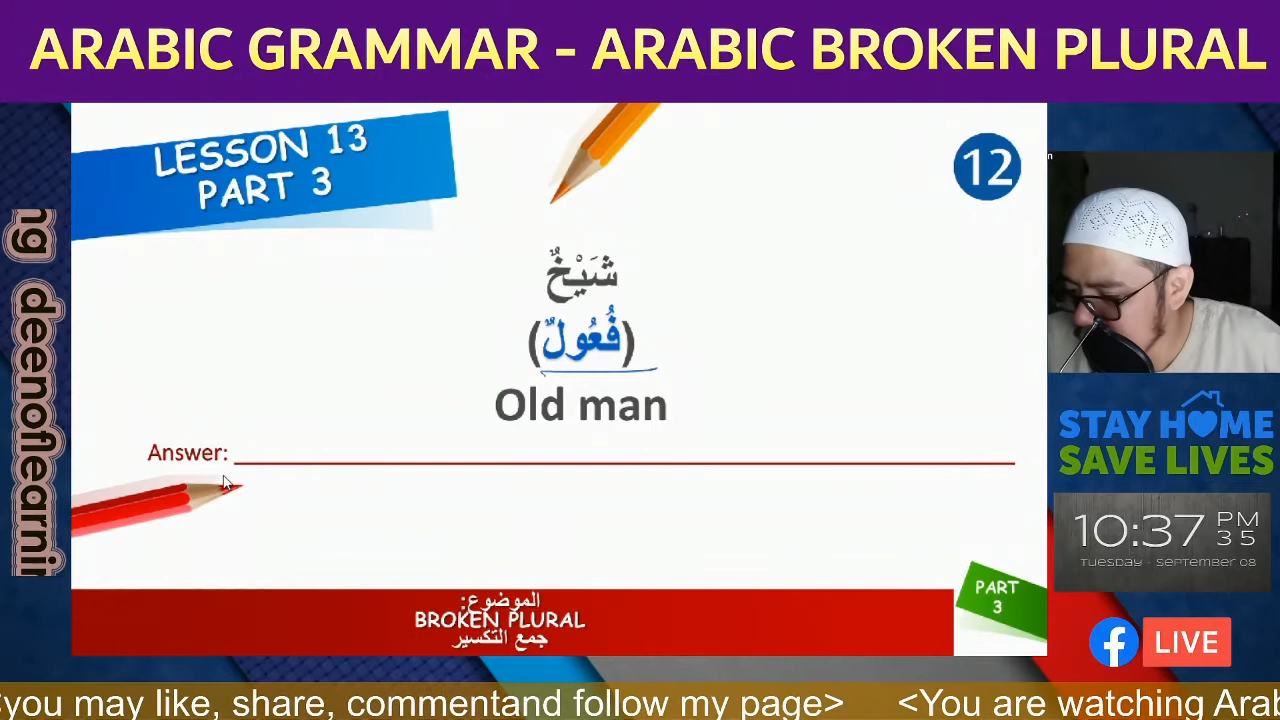 ARABIC GRAMMAR - ARABIC BROKEN PLURAL
LESSON 13
PART 3
12
شَيْخٌ
(فُعُولٌ)
Old man
Answer:
ng deenoflearni
STAY HOME
SAVE LIVES
10:37 PM
35
TUESDAY - SEPTEMBER 08
PART
3
الموضوع:
BROKEN PLURAL
جمع التكسير
LIVE
you may like, share, commentand follow my page> <You are watching Arab